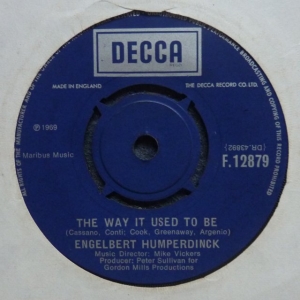 DECCA
MADE IN ENGLAND
THE DECCA RECORD CO. LTD.
℗1969
Maribus Music
(DR.43892)
F.12879
THE WAY IT USED TO BE
(Cassano, Conti; Cook, Greenaway, Argenio)
ENGELBERT HUMPERDINCK
Music Director: Mike Vickers
Producer: Peter Sullivan for
Gordon Mills Productions